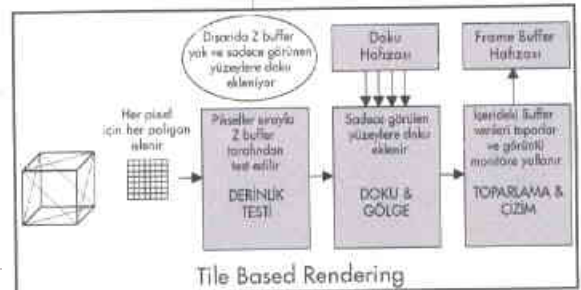 Dışarıda Z buffer
yok ve sadece görünen
yüzeylere doku
ekleniyor
Doku
Hafızası
Frame Buffer
Hafızası
Her piksel
için her poligon
işlenir
Pikseller sırayla
Z buffer
tarafından
test edilir
DERİNLİK
TESTİ
Sadece görülen
yüzeylere doku
eklenir
DOKU &
GÖLGE
İçerideki Buffer
verileri toparlar
ve görüntü
monitöre yollanır
TOPARLAMA &
ÇİZİM
Tile Based Rendering